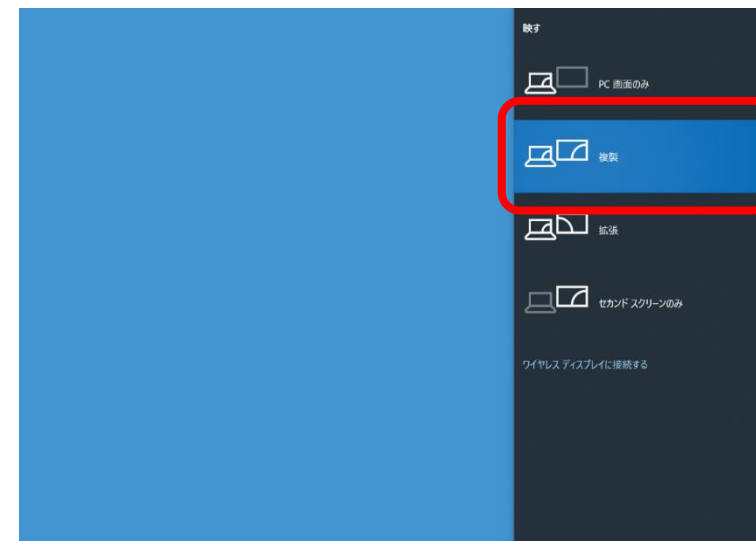 映す
PC 画面のみ
複製
拡張
セカンド スクリーンのみ
ワイヤレス ディスプレイに接続する